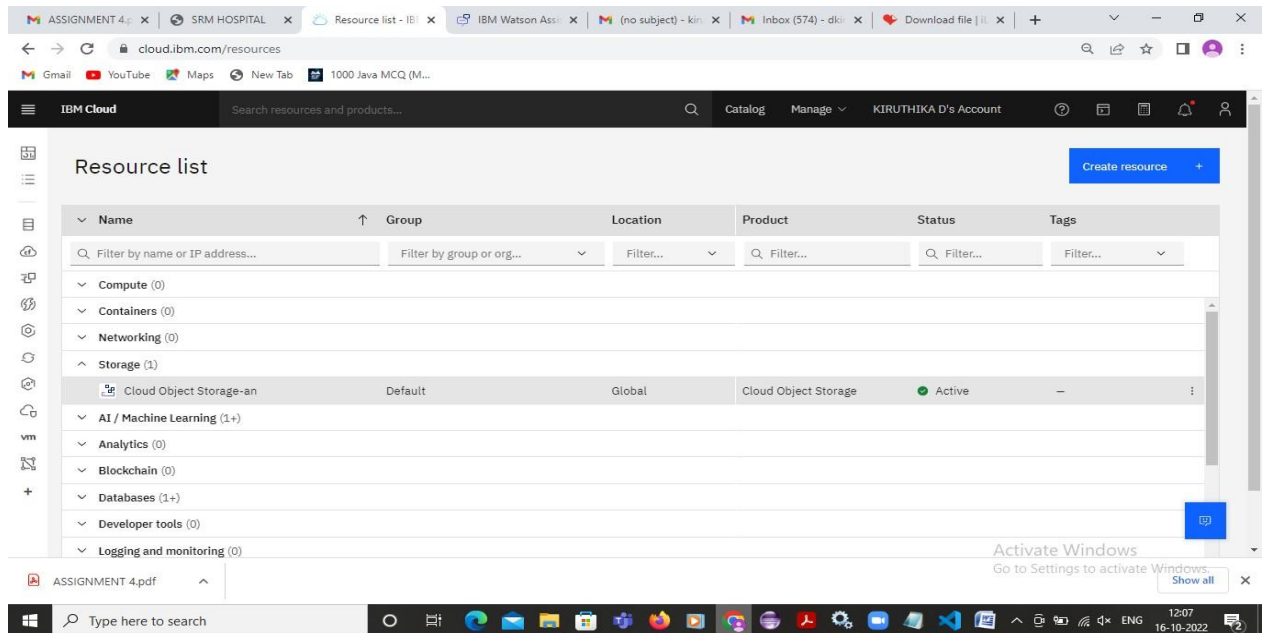 ASSIGNMENT 4.p
SRM HOSPITAL
Resource list - IB
IBM Watson Assi
(no subject) - kiru
Inbox (574) - dki
Download file | iL
cloud.ibm.com/resources
Gmail YouTube Maps New Tab 1000 Java MCQ (M...
IBM Cloud Search resources and products... Catalog Manage KIRUTHIKA D's Account
Resource list
Create resource +
Name Group Location Product Status Tags
Filter by name or IP address... Filter by group or org... Filter... Filter... Filter... Filter...
Compute (0)
Containers (0)
Networking (0)
Storage (1)
Cloud Object Storage-an Default Global Cloud Object Storage Active –
AI / Machine Learning (1+)
vm
Analytics (0)
Blockchain (0)
Databases (1+)
Developer tools (0)
Logging and monitoring (0)
Activate Windows
Go to Settings to activate Windows.
ASSIGNMENT 4.pdf
Show all
Type here to search
ENG
12:07
16-10-2022
2